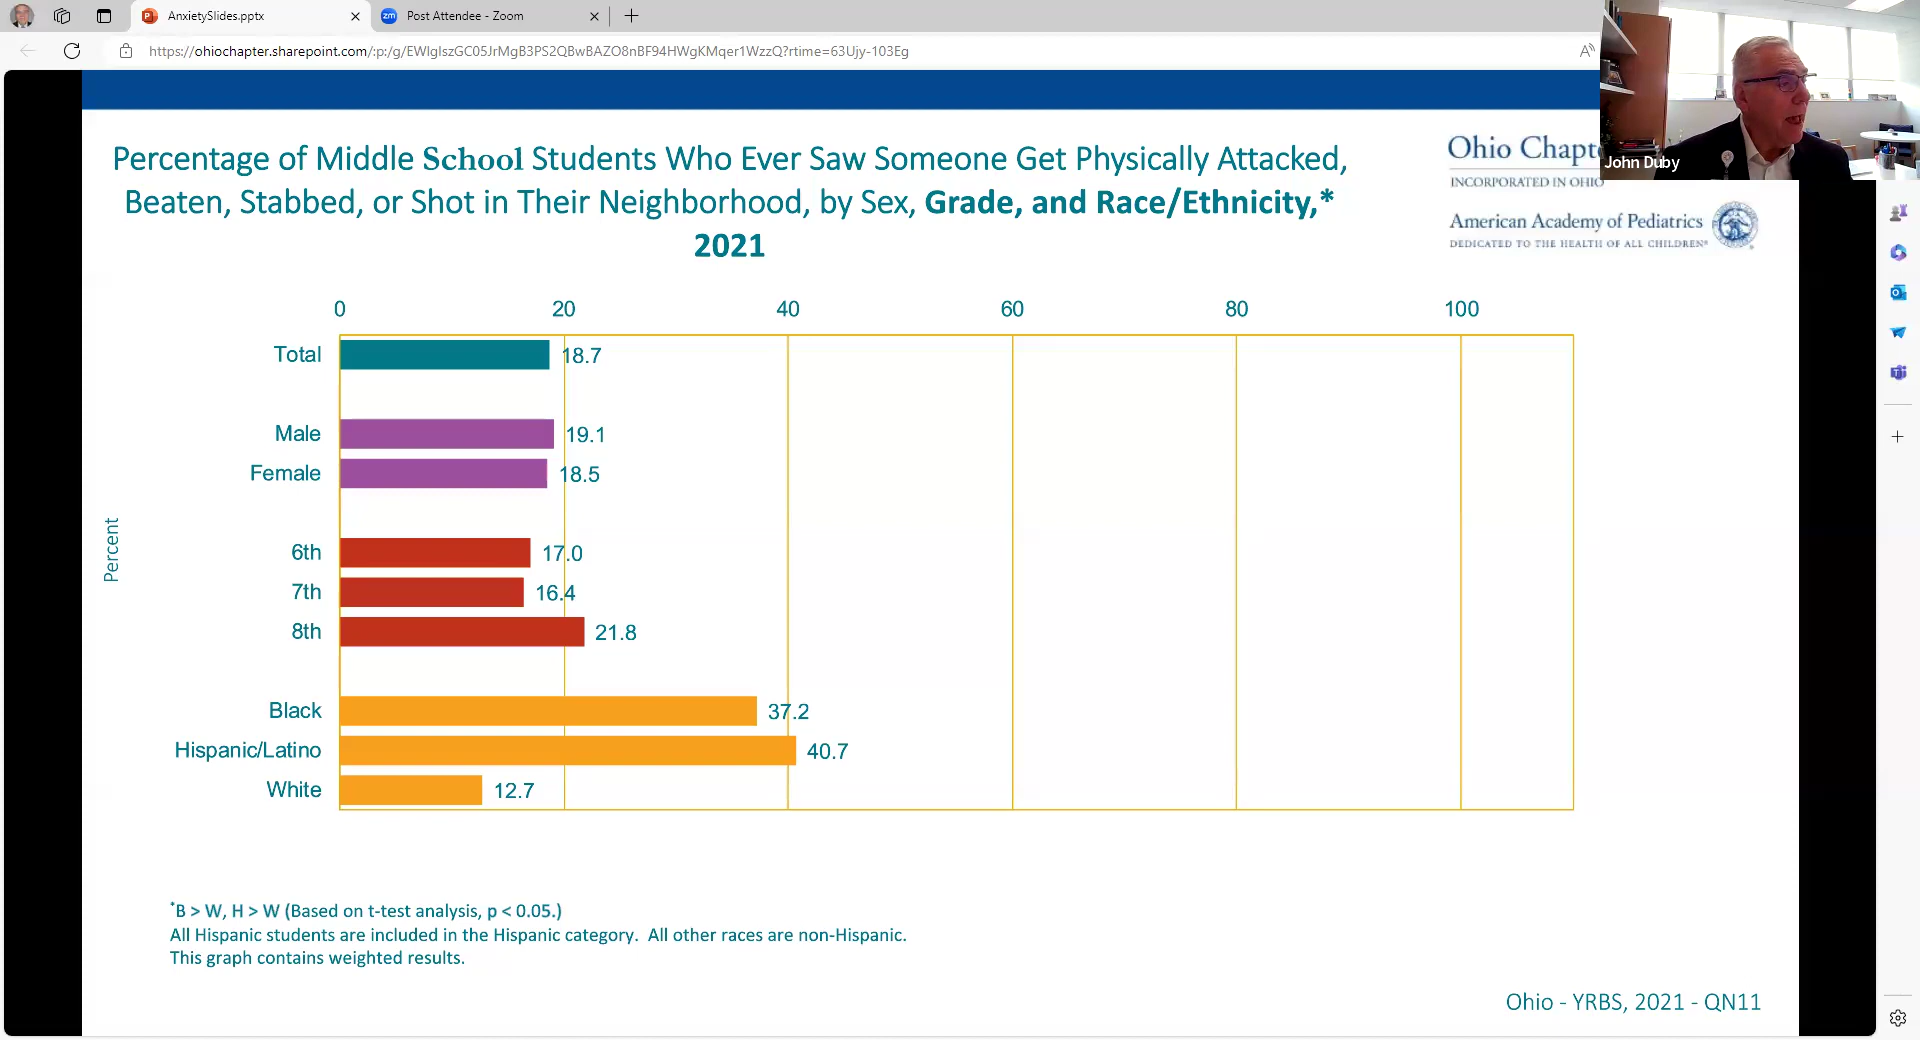 AnxietySlides.pptx
Post Attendee - Zoom
https://ohiochapter.sharepoint.com/:p:/g/EWIgIszGC05JrMgB3PS2QBwBAZO8nBF94HWgKMqer1WzzQ?rtime=63Ujy-103Eg
Percentage of Middle School Students Who Ever Saw Someone Get Physically Attacked,
Beaten, Stabbed, or Shot in Their Neighborhood, by Sex, Grade, and Race/Ethnicity,*
2021
Ohio Chapt
INCORPORATED IN OHIO
American Academy of Pediatrics
DEDICATED TO THE HEALTH OF ALL CHILDREN®
John Duby
0 20 40 60 80 100
Total 18.7
Male 19.1
Female 18.5
Percent
6th 17.0
7th 16.4
8th 21.8
Black 37.2
Hispanic/Latino 40.7
White 12.7
*B > W, H > W (Based on t-test analysis, p < 0.05.)
All Hispanic students are included in the Hispanic category. All other races are non-Hispanic.
This graph contains weighted results.
Ohio - YRBS, 2021 - QN11